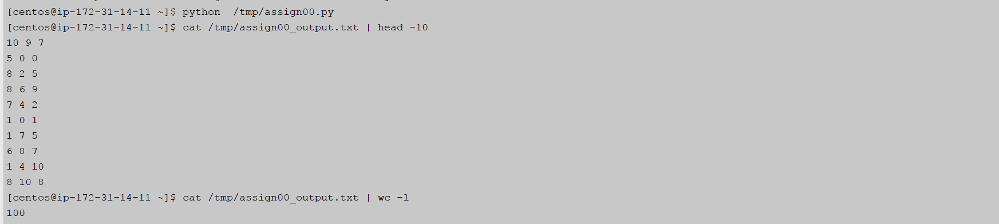 [centos@ip-172-31-14-11 ~]$ python  /tmp/assign00.py
[centos@ip-172-31-14-11 ~]$ cat /tmp/assign00_output.txt | head -10
10 9 7
5 0 0
8 2 5
8 6 9
7 4 2
1 0 1
1 7 5
6 8 7
1 4 10
8 10 8
[centos@ip-172-31-14-11 ~]$ cat /tmp/assign00_output.txt | wc -l
100